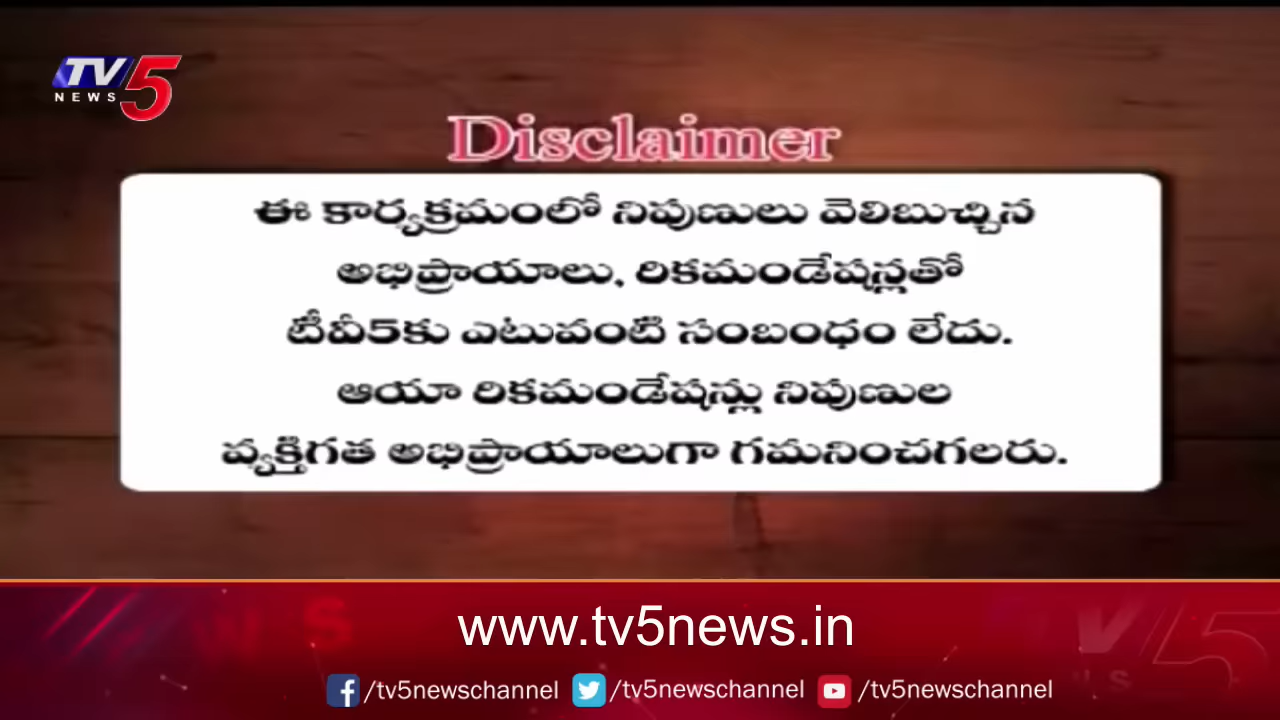 TV5
NEWS
Disclaimer
ఈ కార్యక్రమంలో నిపుణులు వెలిబుచ్చిన
అభిప్రాయాలు, రికమండేషన్లతో
టీవీ5కు ఎటువంటి సంబంధం లేదు.
ఆయా రికమండేషన్లు నిపుణుల
వ్యక్తిగత అభిప్రాయాలుగా గమనించగలరు.
www.tv5news.in
/tv5newschannel /tv5newschannel /tv5newschannel